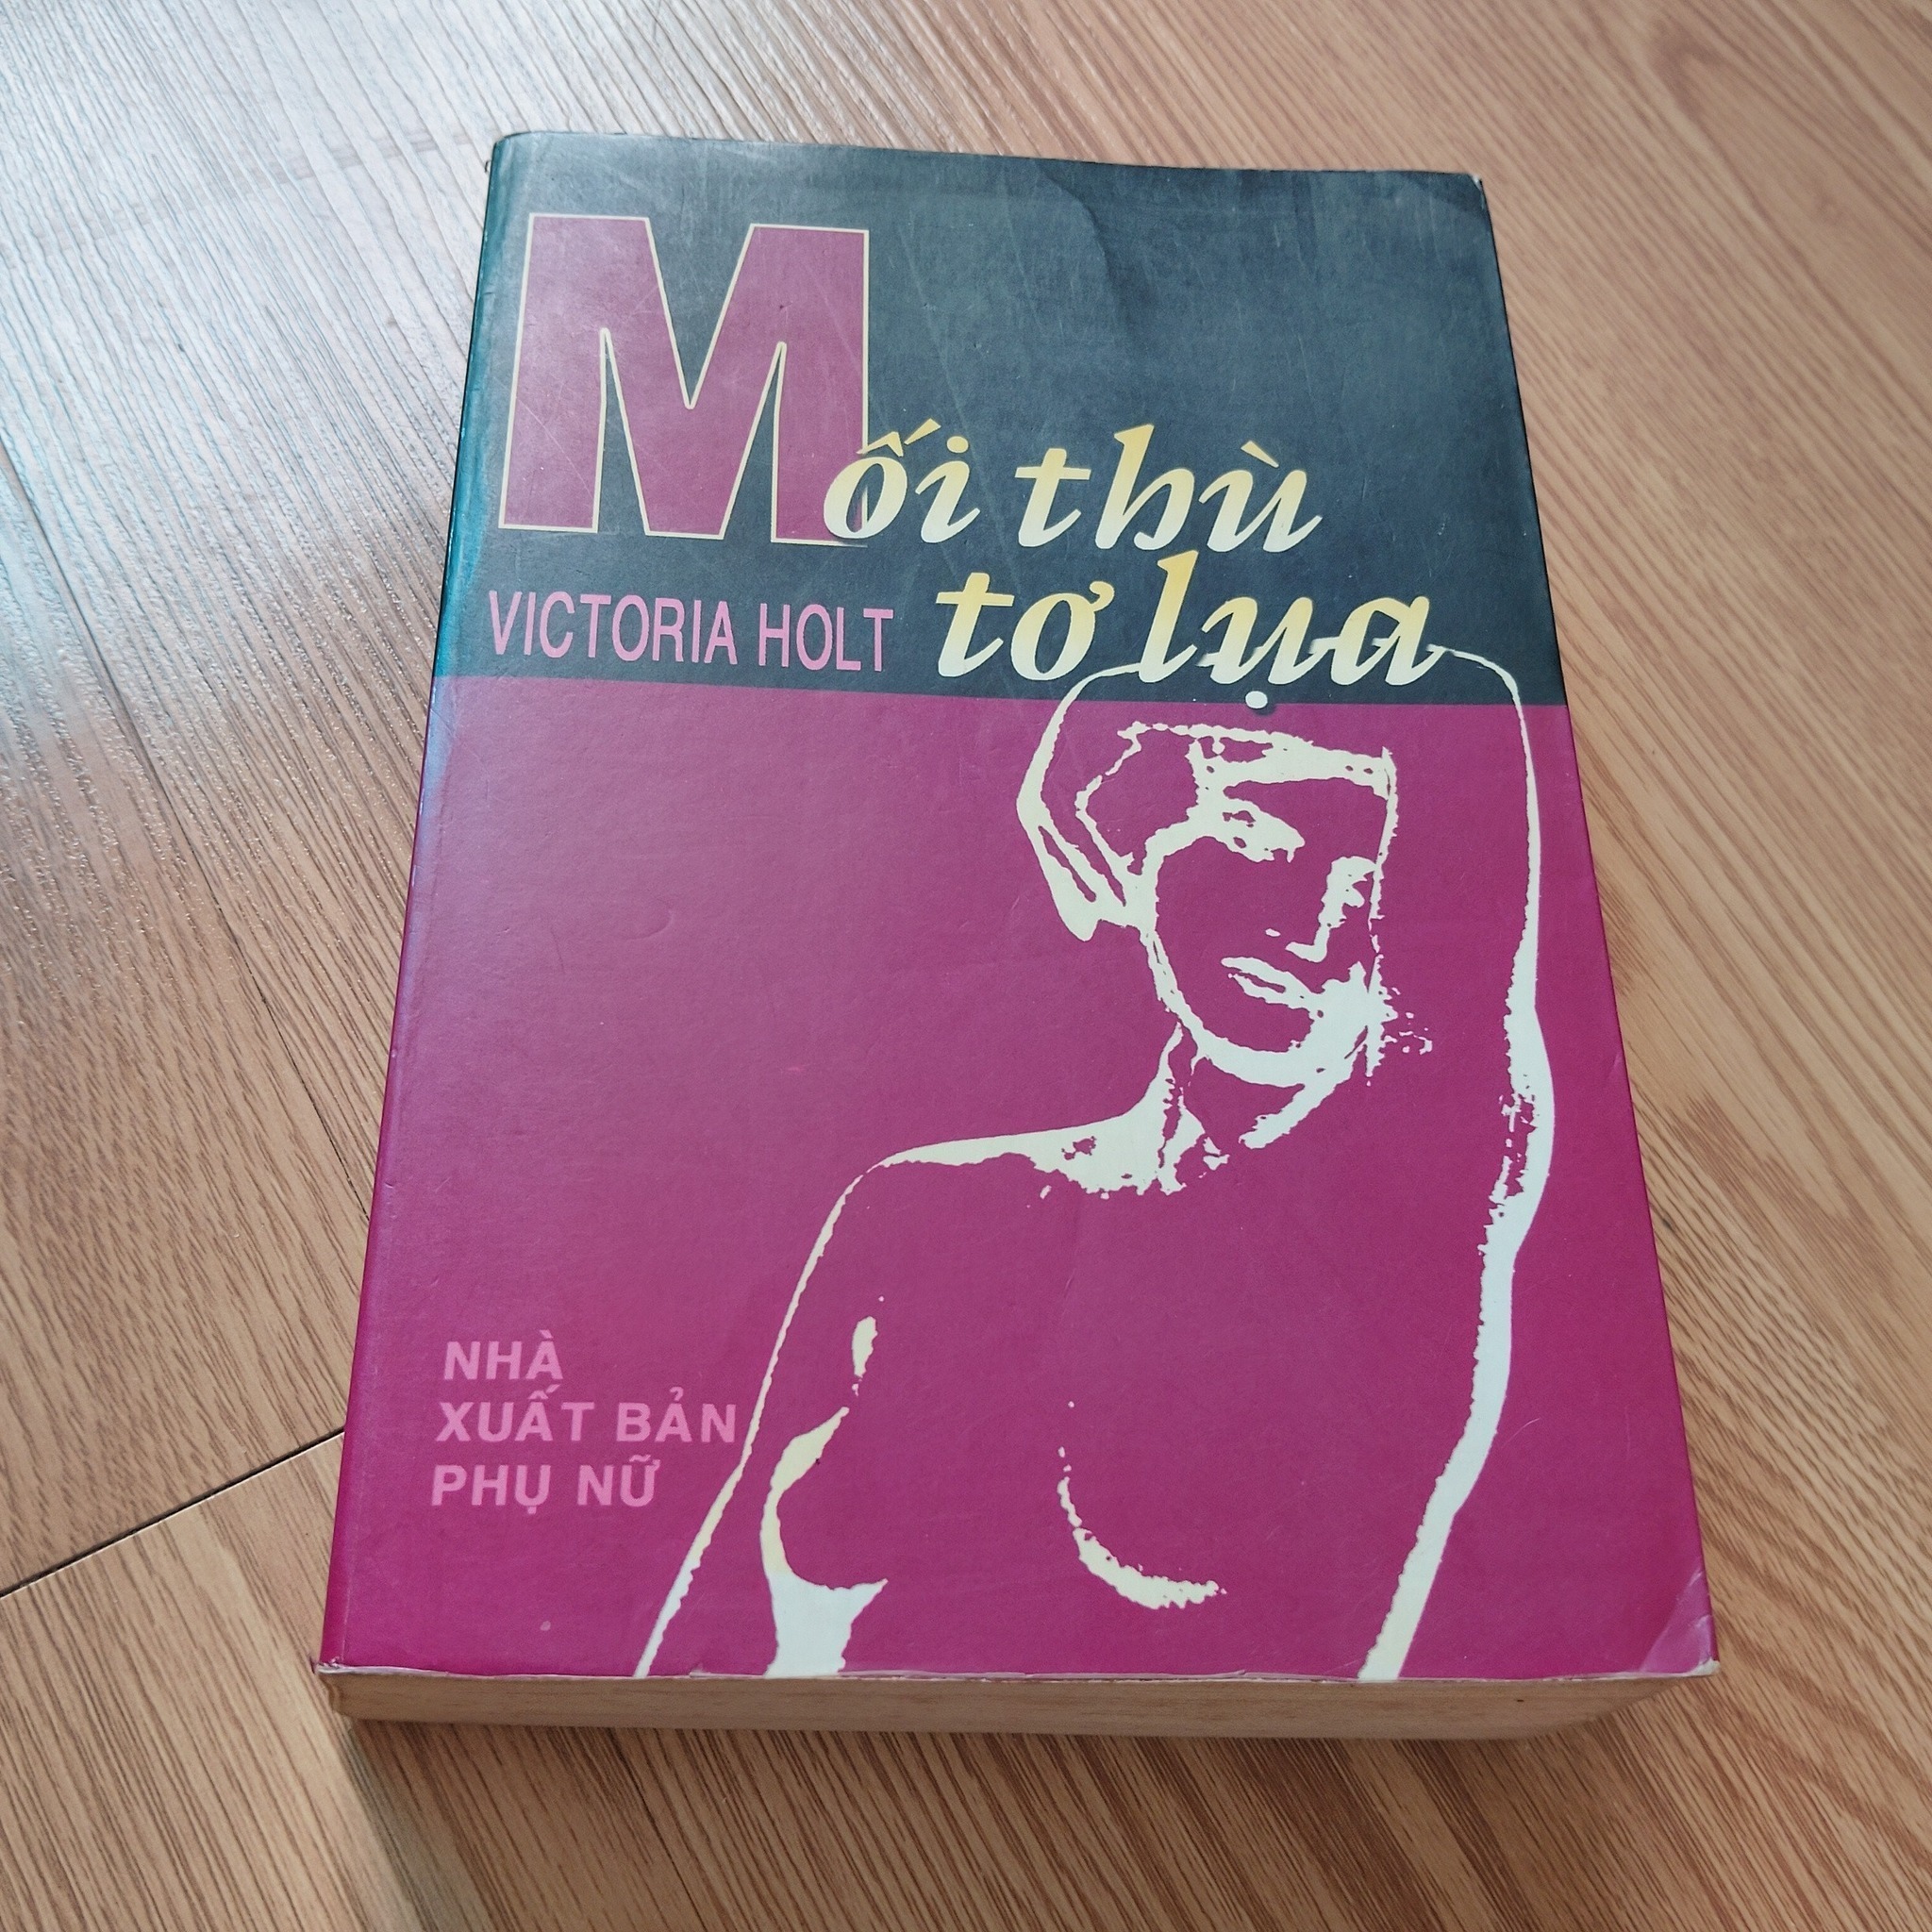 Mối thù
tơ lụa
VICTORIA HOLT
NHÀ
XUẤT BẢN
PHỤ NỮ